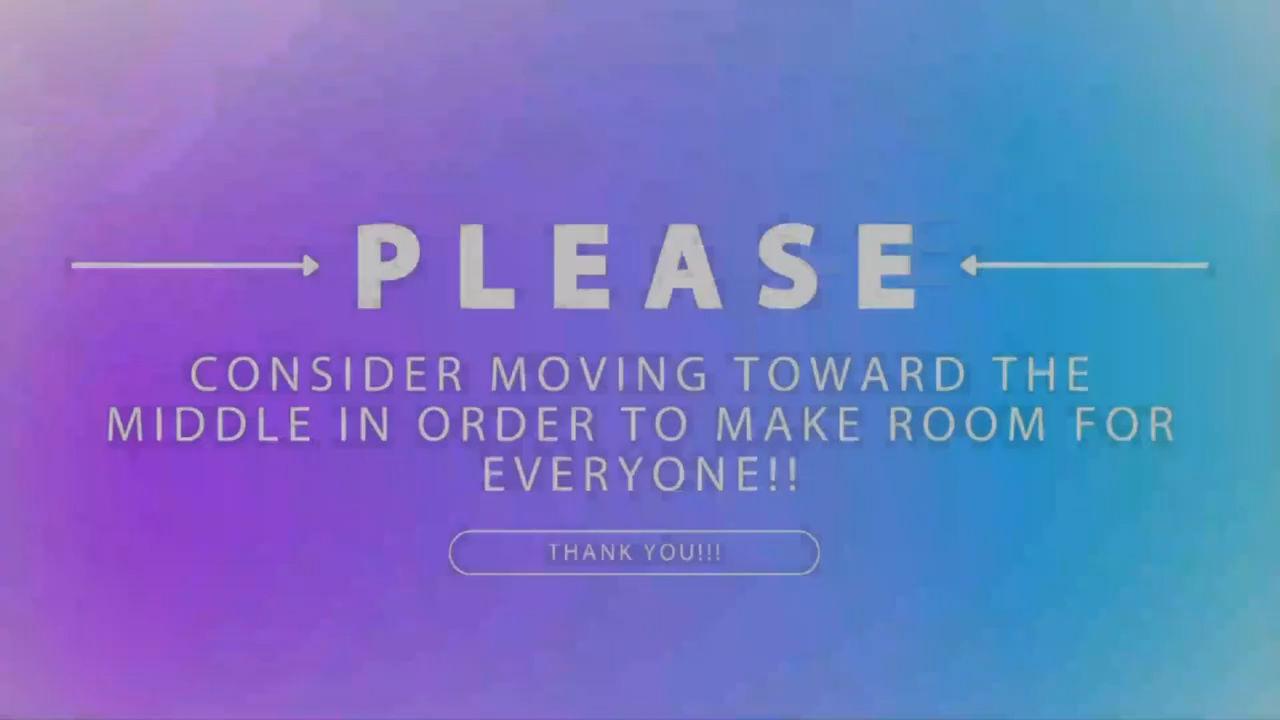 PLEASE
CONSIDER MOVING TOWARD THE
MIDDLE IN ORDER TO MAKE ROOM FOR
EVERYONE!!
THANK YOU!!!